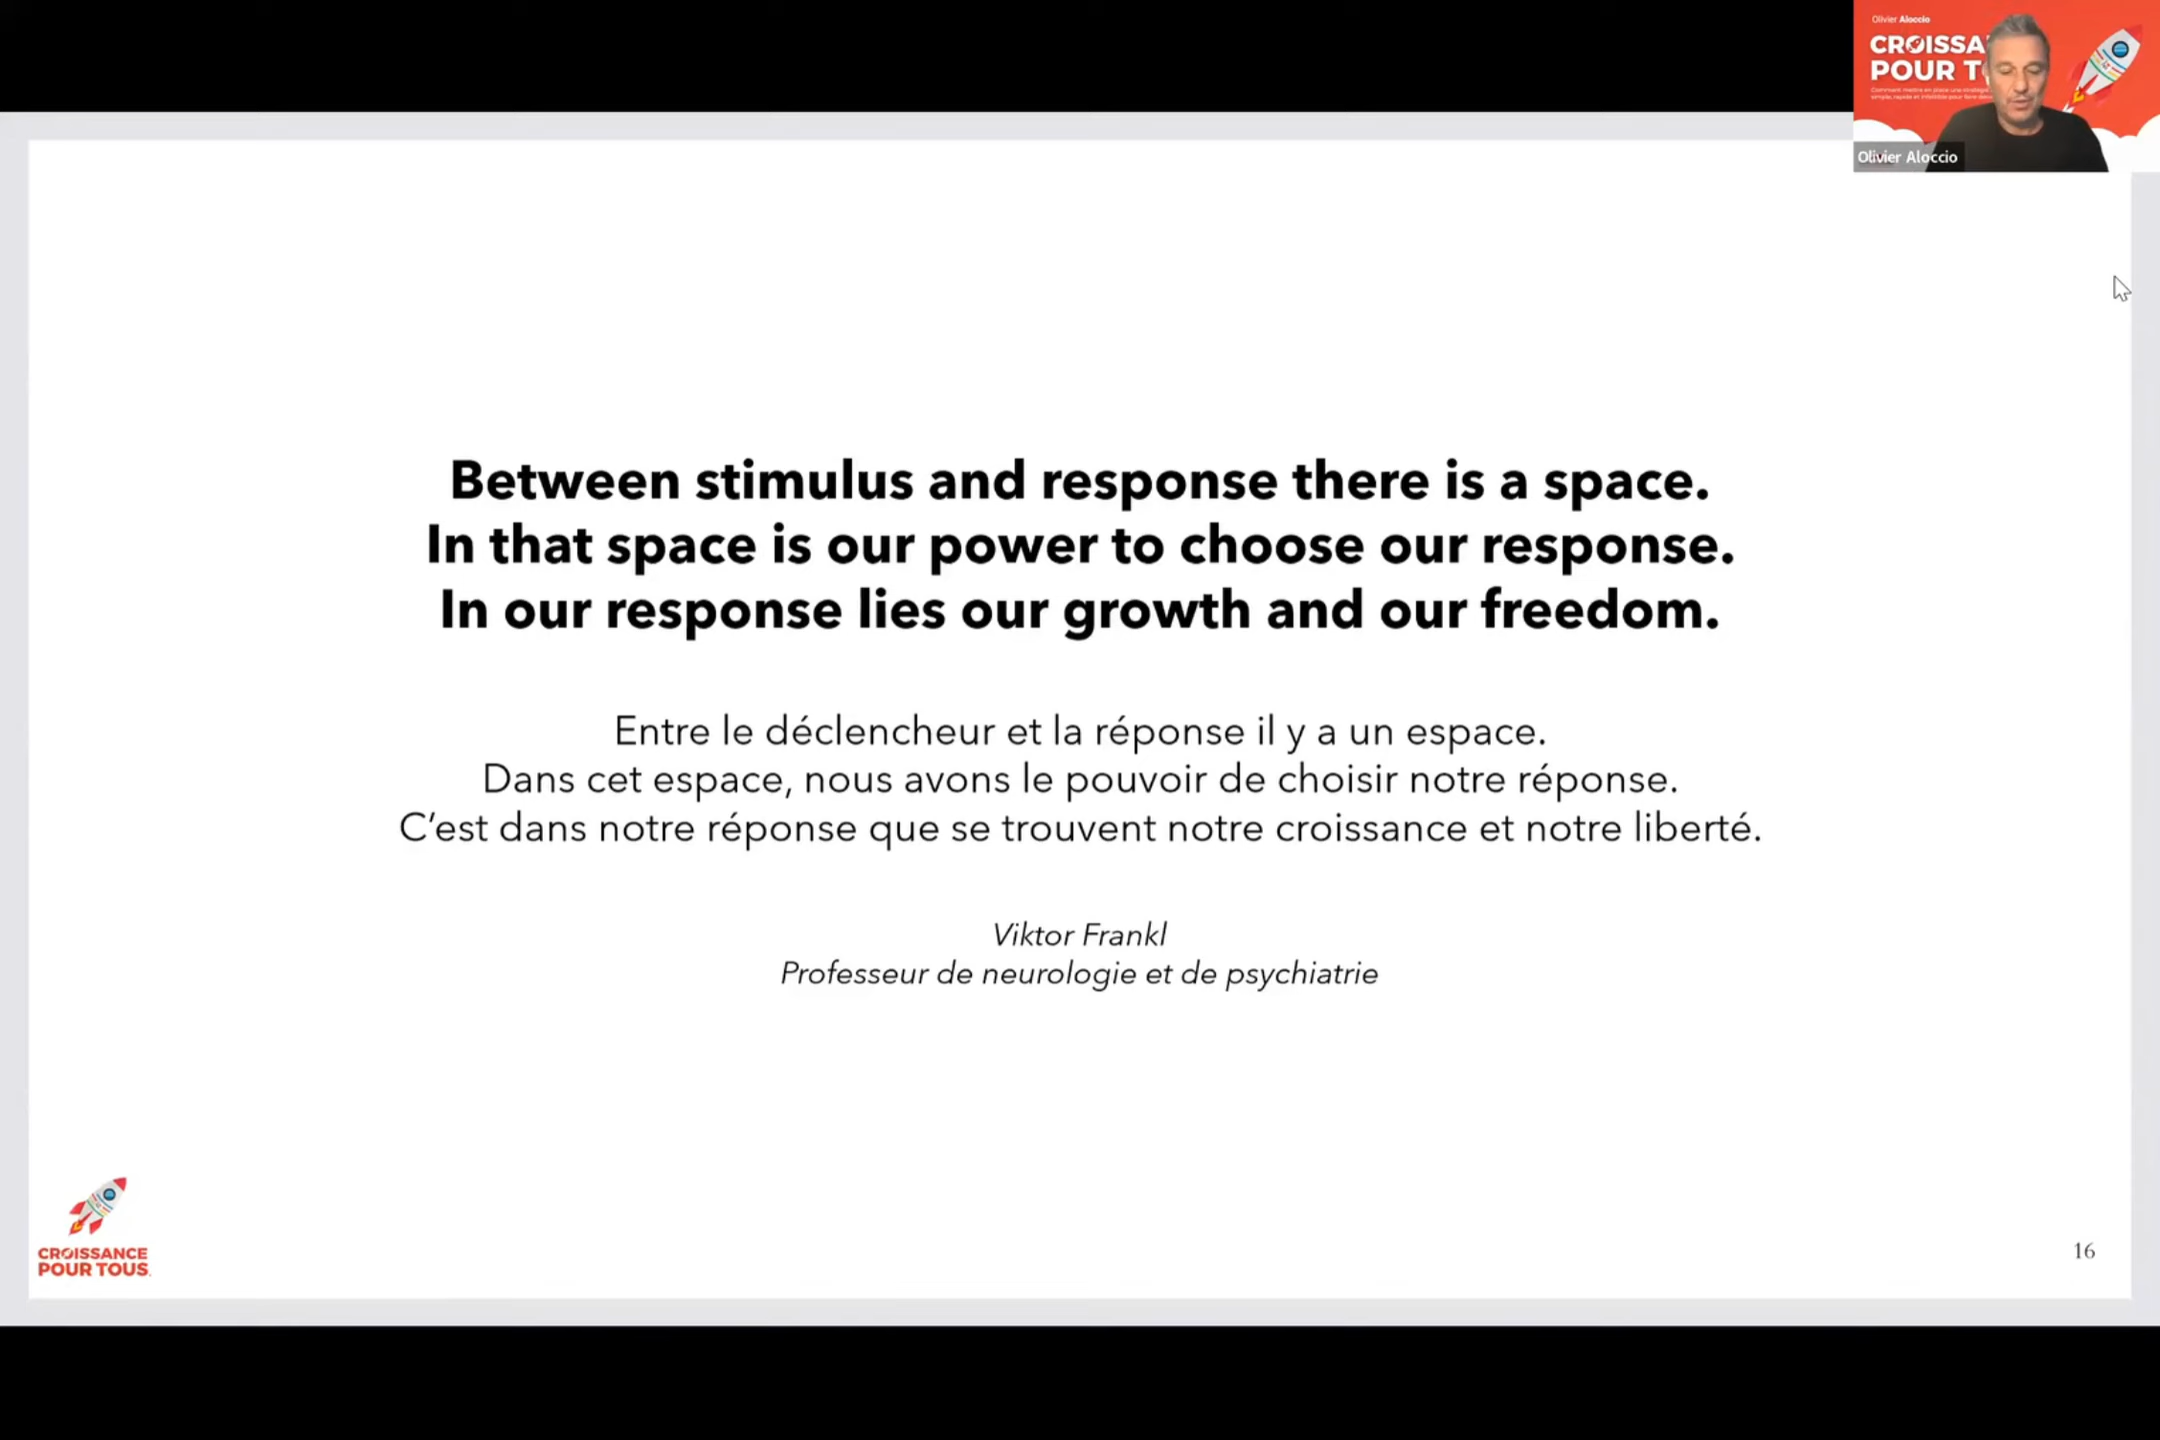 Olivier Aloccio
CROISSA
POUR T
Olivier Aloccio
Between stimulus and response there is a space.
In that space is our power to choose our response.
In our response lies our growth and our freedom.
Entre le déclencheur et la réponse il y a un espace.
Dans cet espace, nous avons le pouvoir de choisir notre réponse.
C’est dans notre réponse que se trouvent notre croissance et notre liberté.
Viktor Frankl
Professeur de neurologie et de psychiatrie
CROISSANCE
POUR TOUS
16